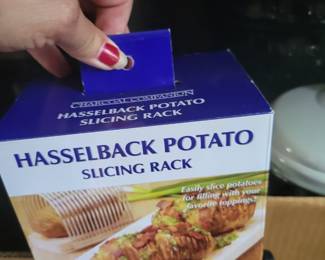 CHARCOAL COMPANION
HASSELBACK POTATO
SLICING RACK
HASSELBACK POTATO
SLICING RACK
Easily slice potatoes
for filling with your
favorite toppings!